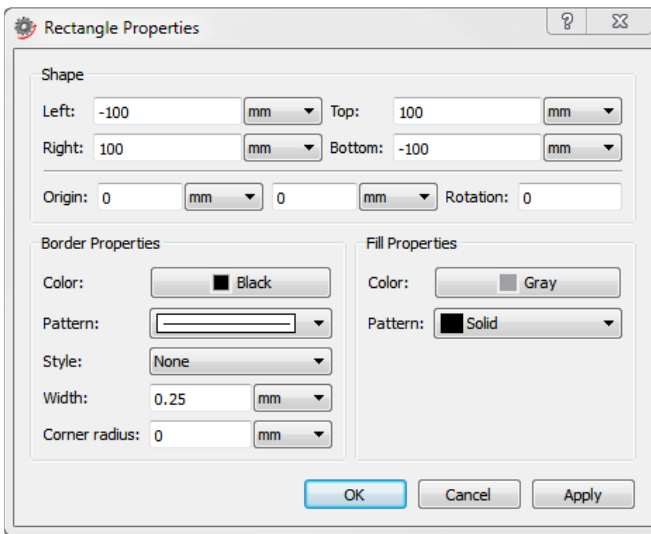 Rectangle Properties
Shape
Left: -100 mm Top: 100 mm
Right: 100 mm Bottom: -100 mm
Origin: 0 mm 0 mm Rotation: 0
Border Properties
Color: Black
Pattern:
Style: None
Width: 0.25 mm
Corner radius: 0 mm
Fill Properties
Color: Gray
Pattern: Solid
OK Cancel Apply